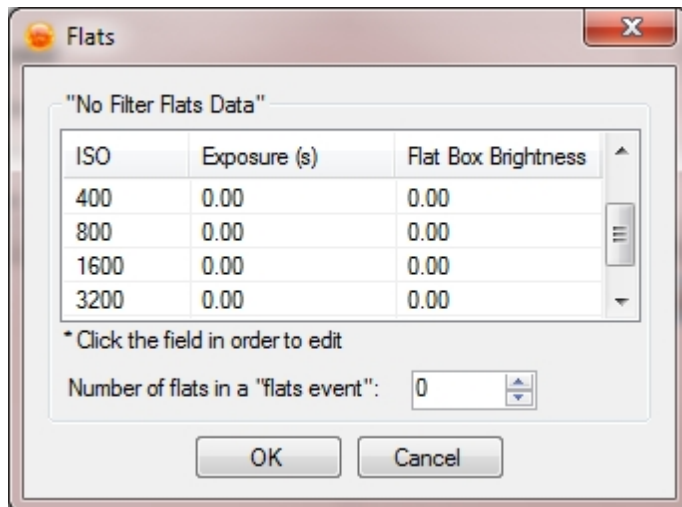 Flats
"No Filter Flats Data"
ISO Exposure (s) Flat Box Brightness
400 0.00 0.00
800 0.00 0.00
1600 0.00 0.00
3200 0.00 0.00
* Click the field in order to edit
Number of flats in a "flats event": 0
OK Cancel